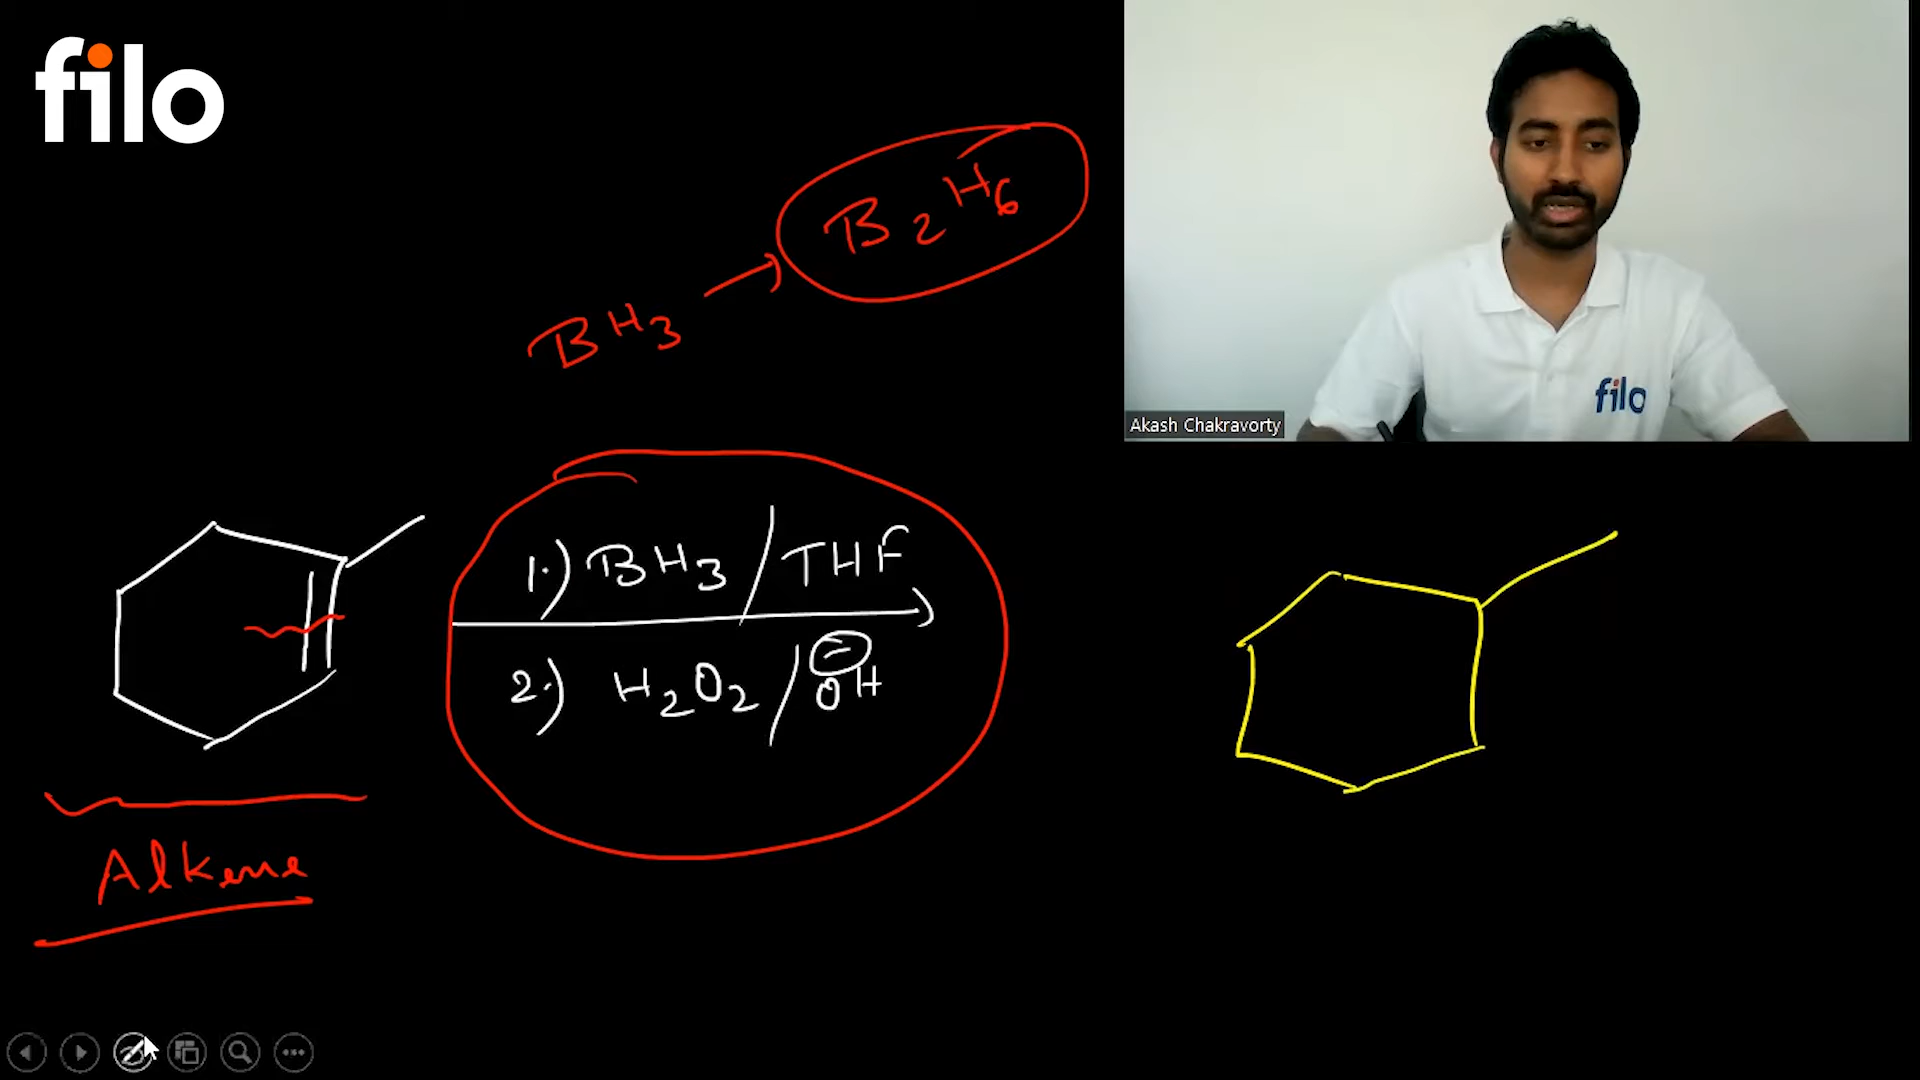 filo
B2H6
BH3
filo
Akash Chakravorty
1.) BH3/THF
2.) H2O2/OH
Alkene